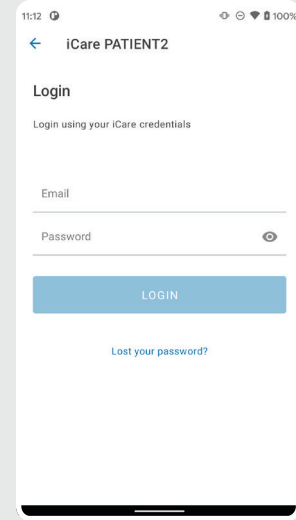 11:12 100%
iCare PATIENT2
Login
Login using your iCare credentials
Email
Password
LOGIN
Lost your password?